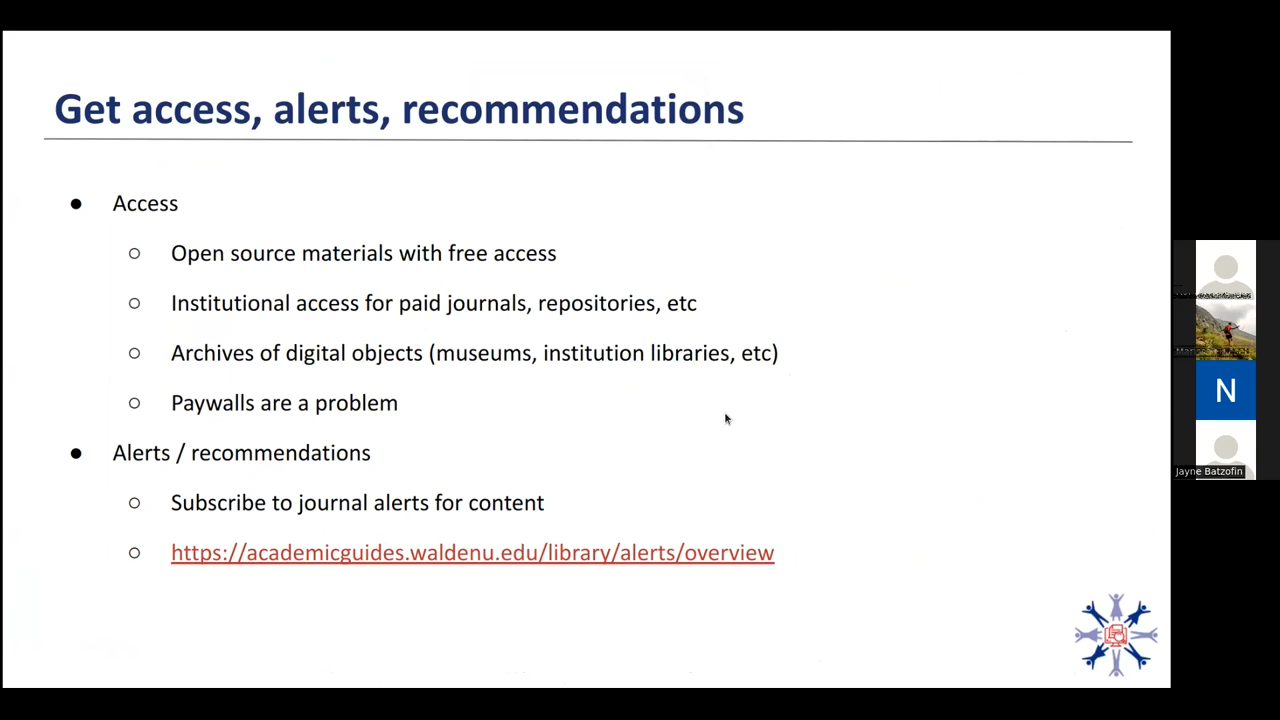 Get access, alerts, recommendations
● Access
○ Open source materials with free access
○ Institutional access for paid journals, repositories, etc
○ Archives of digital objects (museums, institution libraries, etc)
○ Paywalls are a problem
● Alerts / recommendations
○ Subscribe to journal alerts for content
○ https://academicguides.waldenu.edu/library/alerts/overview
N
Jayne Batzofin